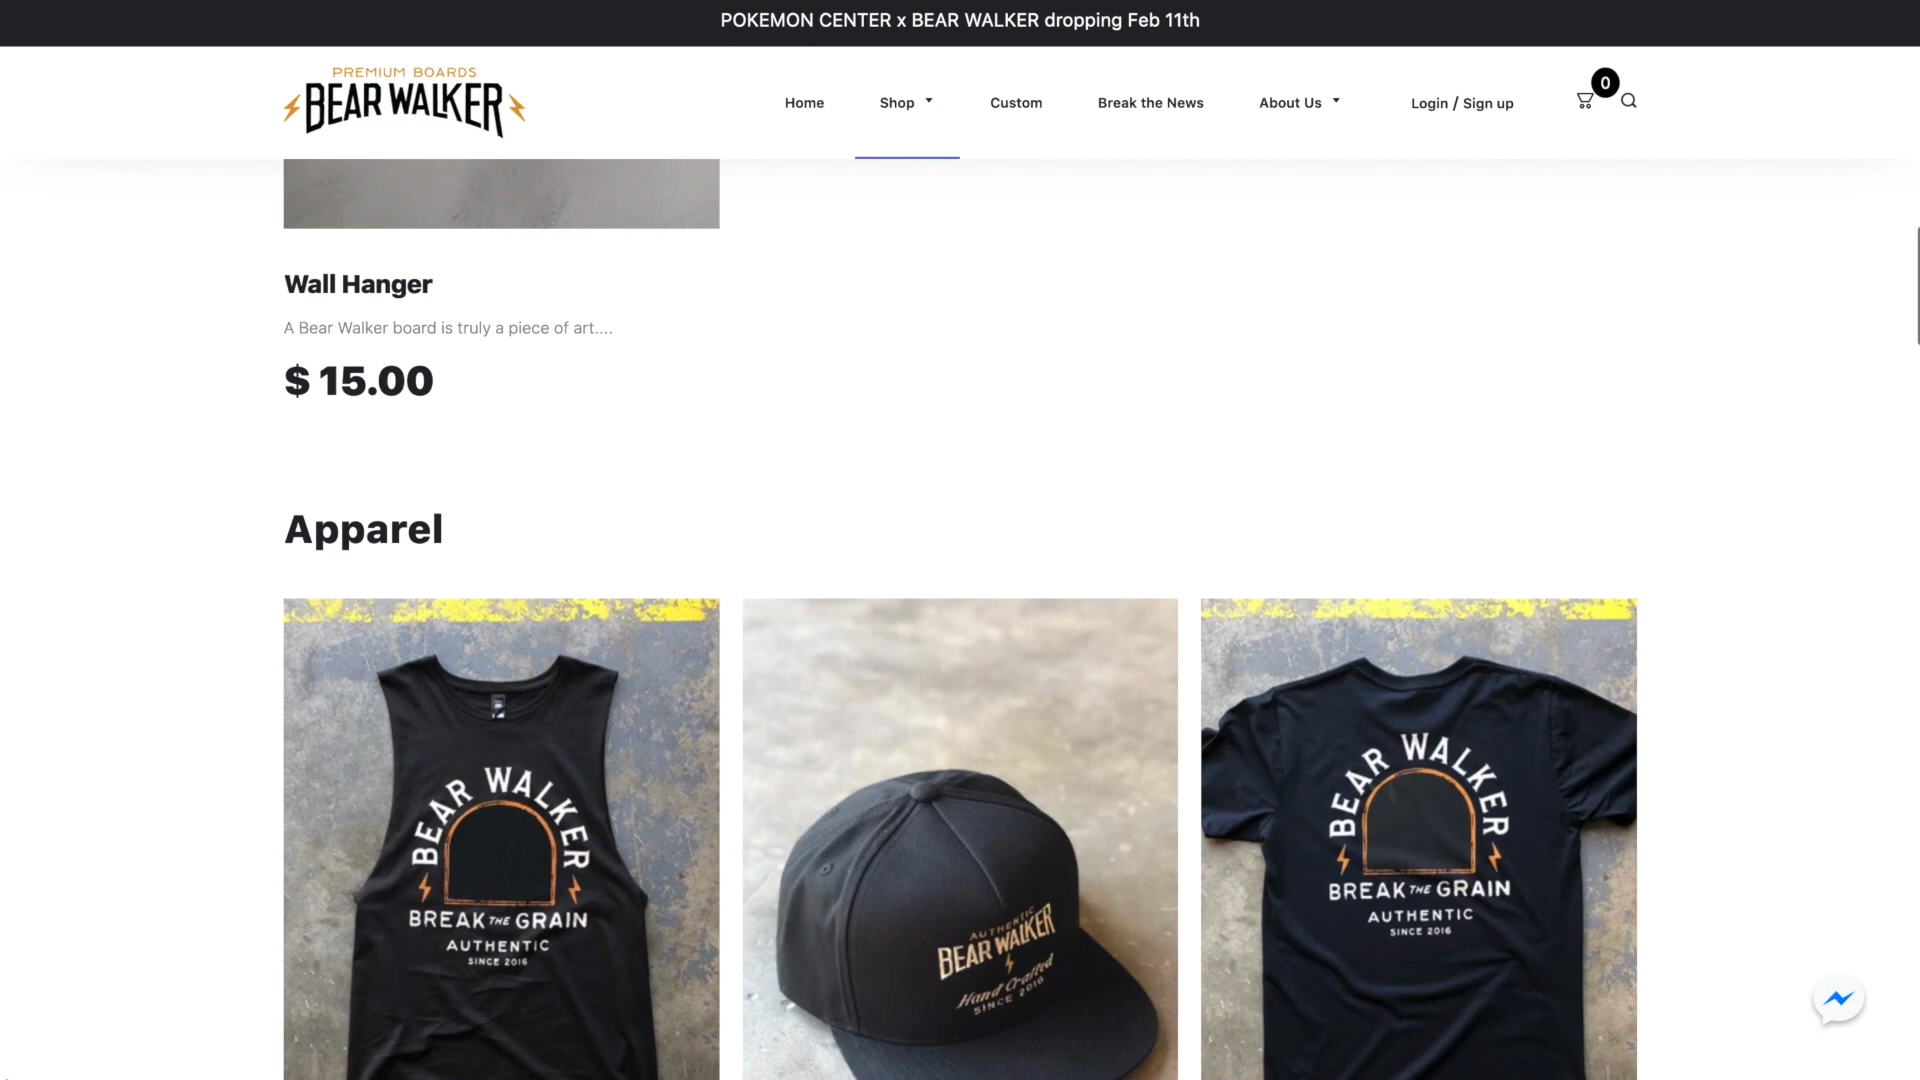 POKEMON CENTER x BEAR WALKER dropping Feb 11th
PREMIUM BOARDS
BEAR WALKER
Home
Shop
Custom
Break the News
About Us
Login / Sign up
0
Wall Hanger
A Bear Walker board is truly a piece of art....
$ 15.00
Apparel
BEAR WALKER
BREAK THE GRAIN
AUTHENTIC
SINCE 2016
AUTHENTIC
BEAR WALKER
Hand Crafted
SINCE 2016
BEAR WALKER
BREAK THE GRAIN
AUTHENTIC
SINCE 2016